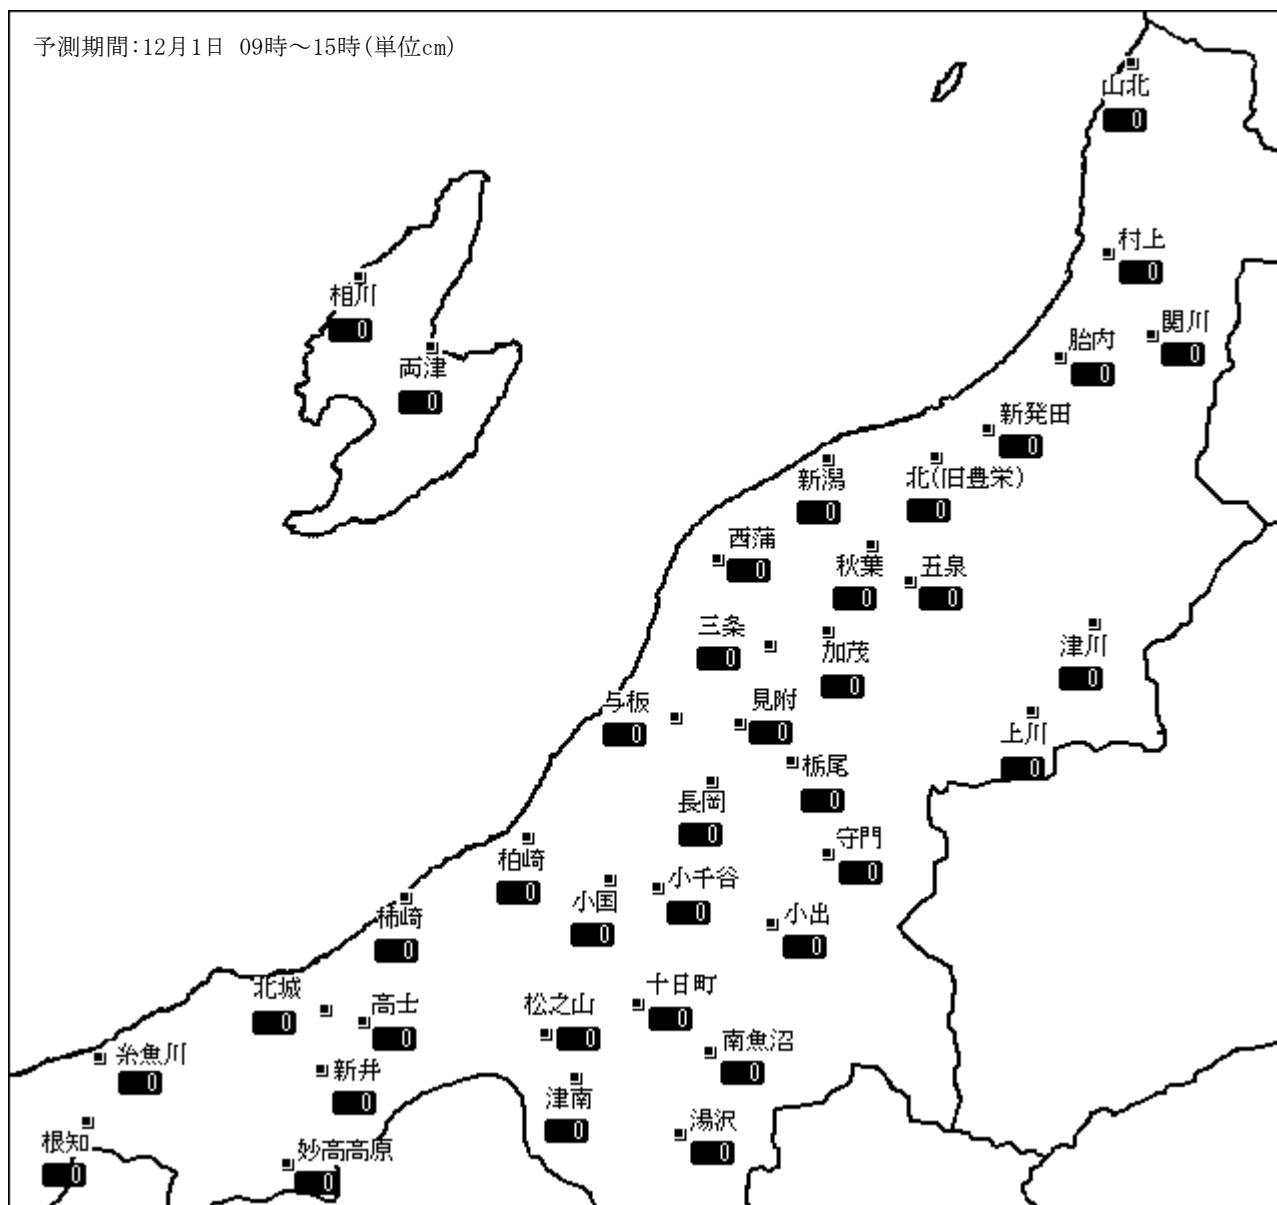 予測期間:12月1日 09時～15時(単位cm)
山北
0
村上
0
相川
0
関川
0
胎内
0
両津
0
新発田
0
新潟
0
北(旧豊栄)
0
西蒲
0
秋葉
0
五泉
0
三条
0
加茂
0
津川
0
与板
0
見附
0
上川
0
栃尾
0
長岡
0
守門
0
柏崎
0
小千谷
0
小国
0
小出
0
柿崎
0
北城
0
高士
0
松之山
0
十日町
0
南魚沼
0
糸魚川
0
新井
0
津南
0
湯沢
0
根知
0
妙高高原
0